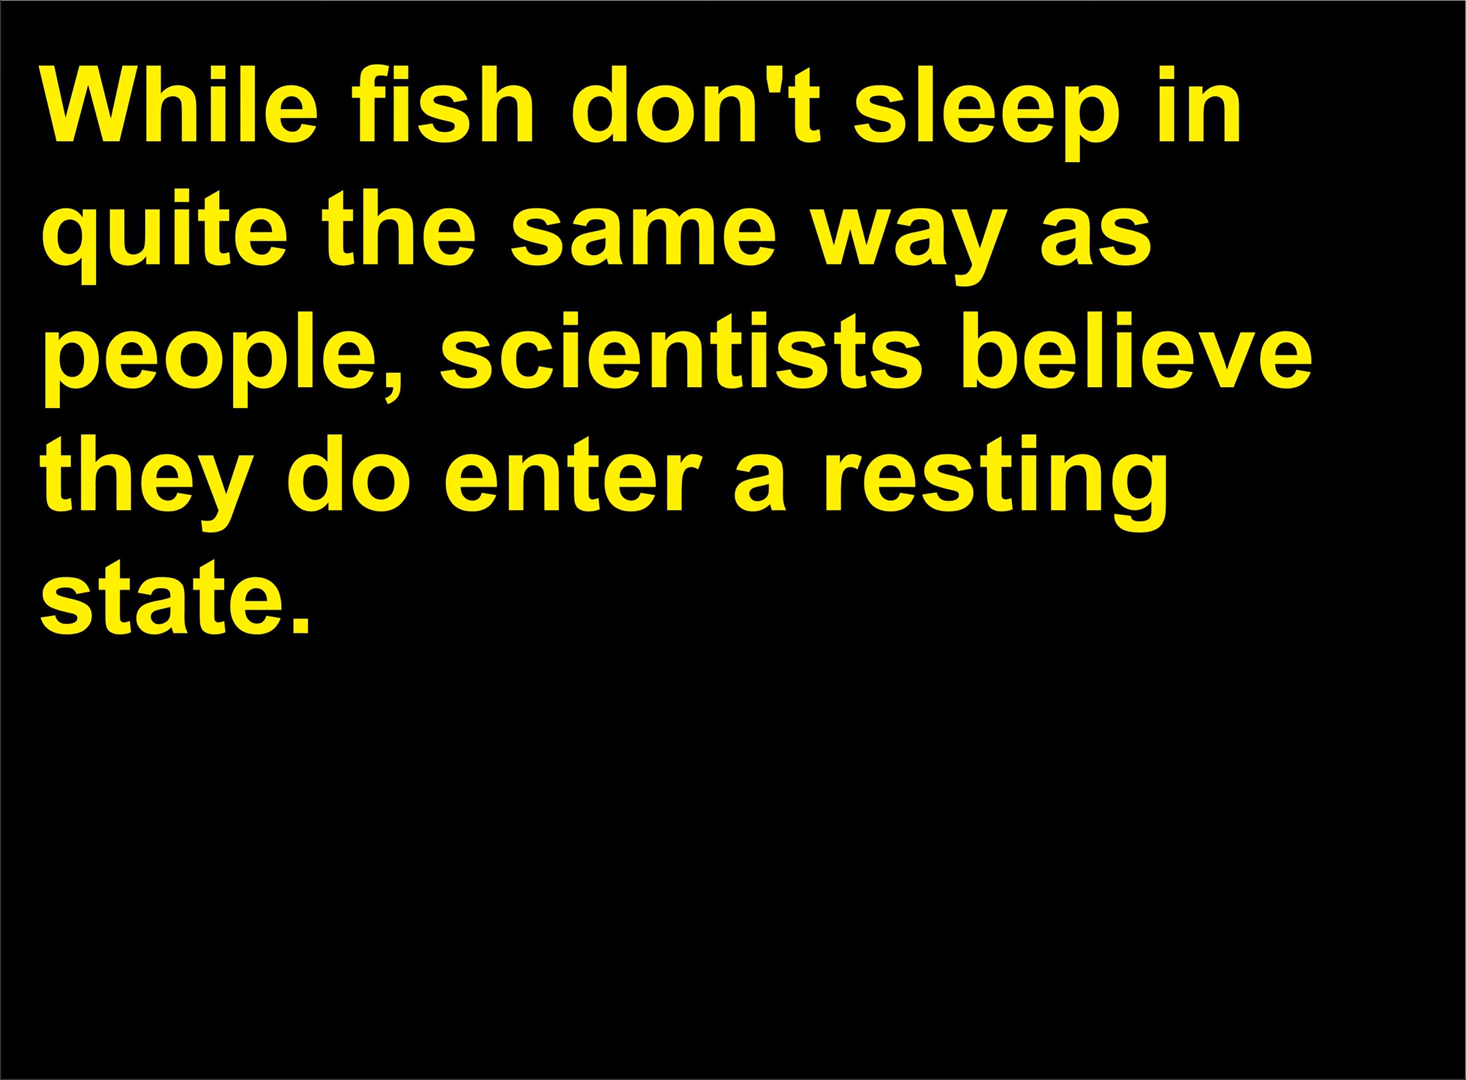 While fish don't sleep in
quite the same way as
people, scientists believe
they do enter a resting
state.